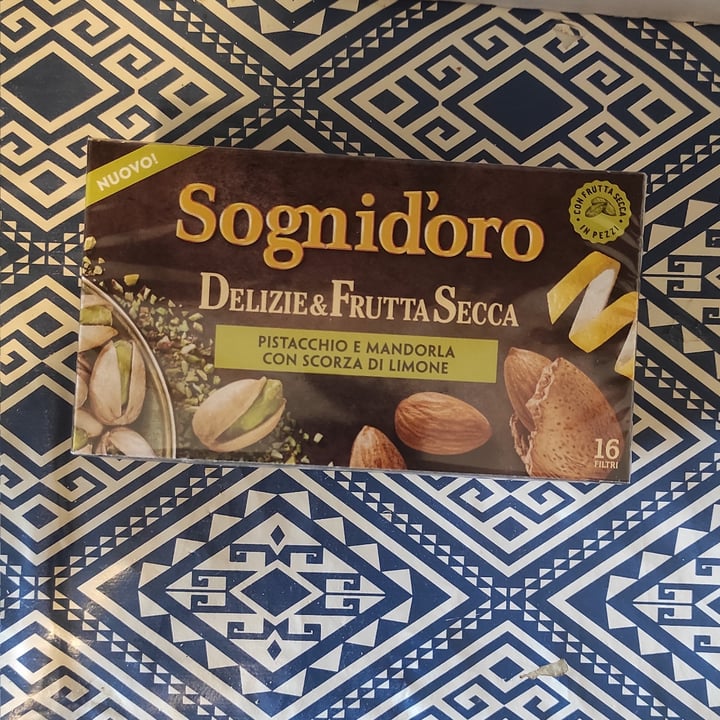 NUOVO!
Sognid'oro
CON FRUTTA SECCA
IN PEZZI
DELIZIE & FRUTTA SECCA
PISTACCHIO E MANDORLA
CON SCORZA DI LIMONE
16
FILTRI